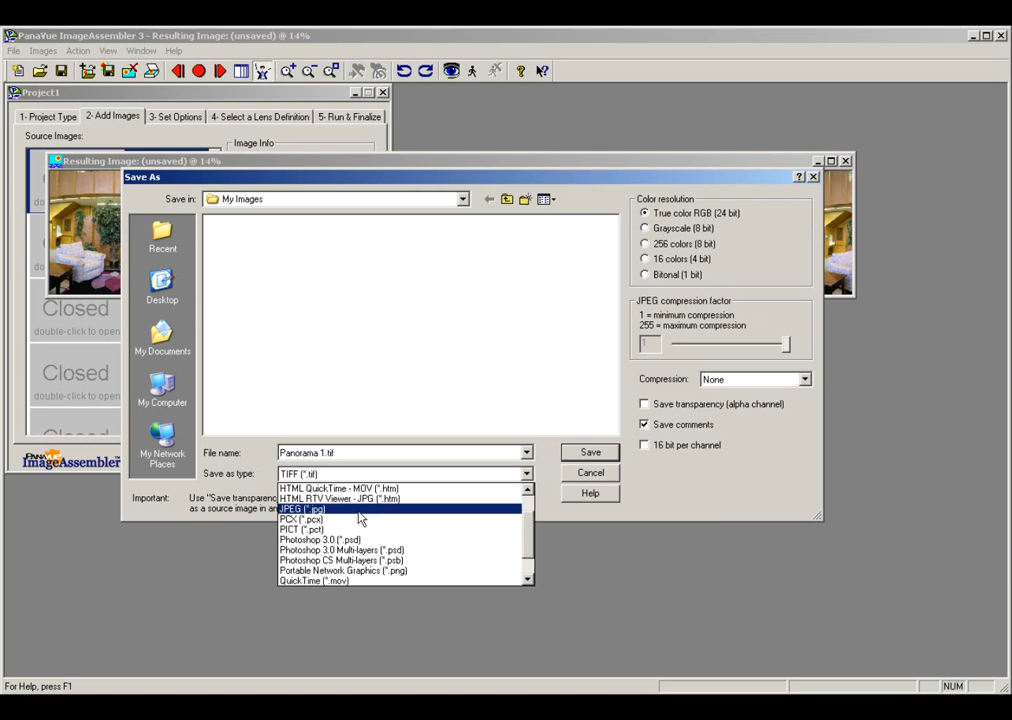 PanaVue ImageAssembler 3 - Resulting Image: (unsaved) @ 14%
File Images Action View Window Help
Project1
1- Project Type 2- Add Images 3- Set Options 4- Select a Lens Definition 5- Run & Finalize
Source Images:
Image Info
Resulting Image: (unsaved) @ 14%
Save As
Save in: My Images
Recent
Desktop
My Documents
My Computer
My Network
Places
Color resolution
True color RGB (24 bit)
Grayscale (8 bit)
256 colors (8 bit)
16 colors (4 bit)
Bitonal (1 bit)
JPEG compression factor
1 = minimum compression
255 = maximum compression
1
Compression: None
Save transparency (alpha channel)
Save comments
16 bit per channel
Closed
double-click to open
Closed
ImageAssembler
File name: Panorama 1.tif Save
Save as type: TIFF (*.tif) Cancel
Help
Important: Use "Save transparenc
as a source image in an
HTML QuickTime - MOV (*.htm)
HTML RTV Viewer - JPG (*.htm)
JPEG (*.jpg)
PCX (*.pcx)
PICT (*.pct)
Photoshop 3.0 (*.psd)
Photoshop 3.0 Multi-layers (*.psd)
Photoshop CS Multi-layers (*.psb)
Portable Network Graphics (*.png)
QuickTime (*.mov)
For Help, press F1 NUM